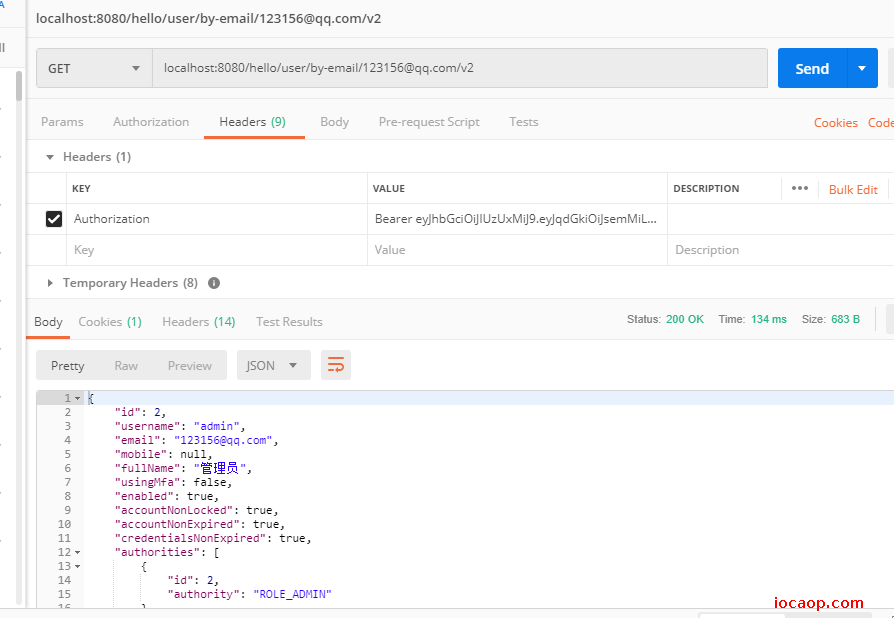 localhost:8080/hello/user/by-email/123156@qq.com/v2
GET localhost:8080/hello/user/by-email/123156@qq.com/v2 Send
Params Authorization Headers (9) Body Pre-request Script Tests Cookies Code
Headers (1)
KEY VALUE DESCRIPTION ••• Bulk Edit
Authorization Bearer eyJhbGciOiJIUzUxMiJ9.eyJqdGkiOiJsemMiL...
Key Value Description
Temporary Headers (8)
Body Cookies (1) Headers (14) Test Results Status: 200 OK Time: 134 ms Size: 683 B
Pretty Raw Preview JSON
1 {
2 "id": 2,
3 "username": "admin",
4 "email": "123156@qq.com",
5 "mobile": null,
6 "fullName": "管理员",
7 "usingMfa": false,
8 "enabled": true,
9 "accountNonLocked": true,
10 "accountNonExpired": true,
11 "credentialsNonExpired": true,
12 "authorities": [
13 {
14 "id": 2,
15 "authority": "ROLE_ADMIN"
iocaop.com